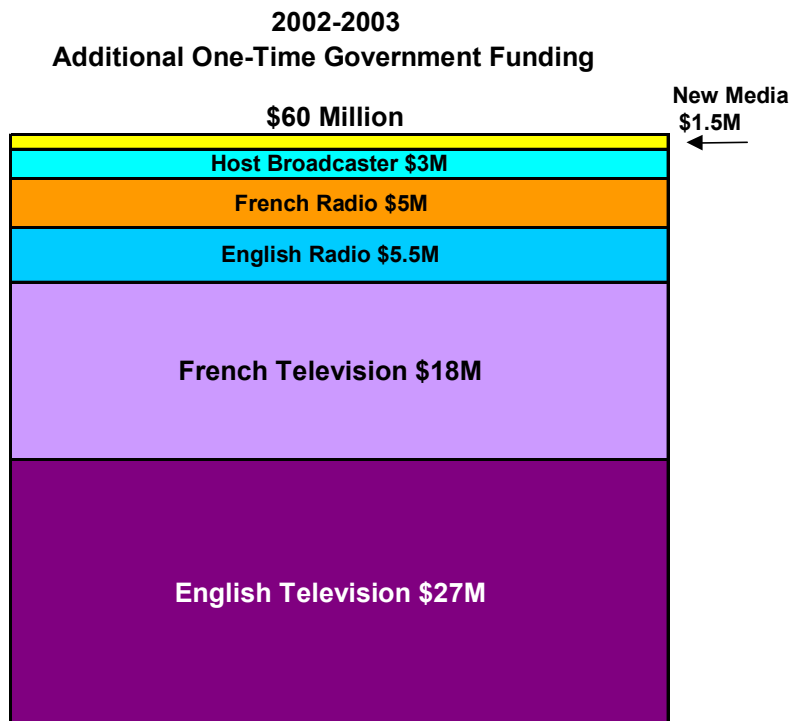 2002-2003
Additional One-Time Government Funding
$60 Million
New Media
$1.5M
Host Broadcaster $3M
French Radio $5M
English Radio $5.5M
French Television $18M
English Television $27M